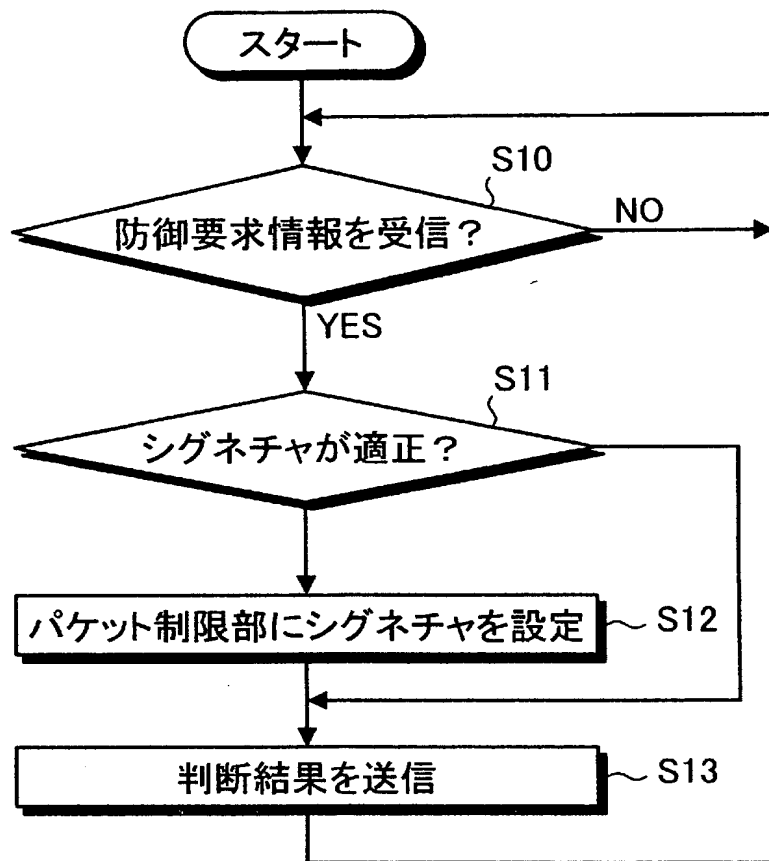 スタート
S10
防御要求情報を受信？
NO
YES
S11
シグネチャが適正？
パケット制限部にシグネチャを設定
S12
判断結果を送信
S13